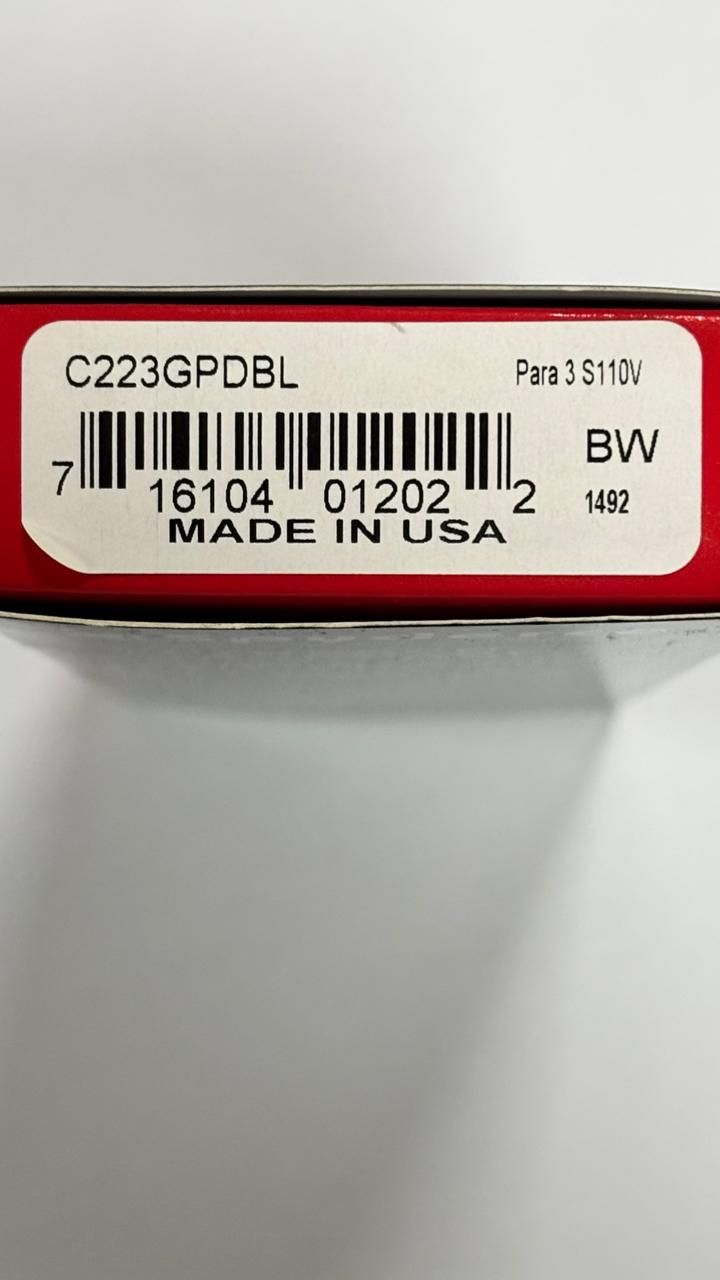 C223GPDBL
Para 3 S110V
BW
7 16104 01202 2
1492
MADE IN USA